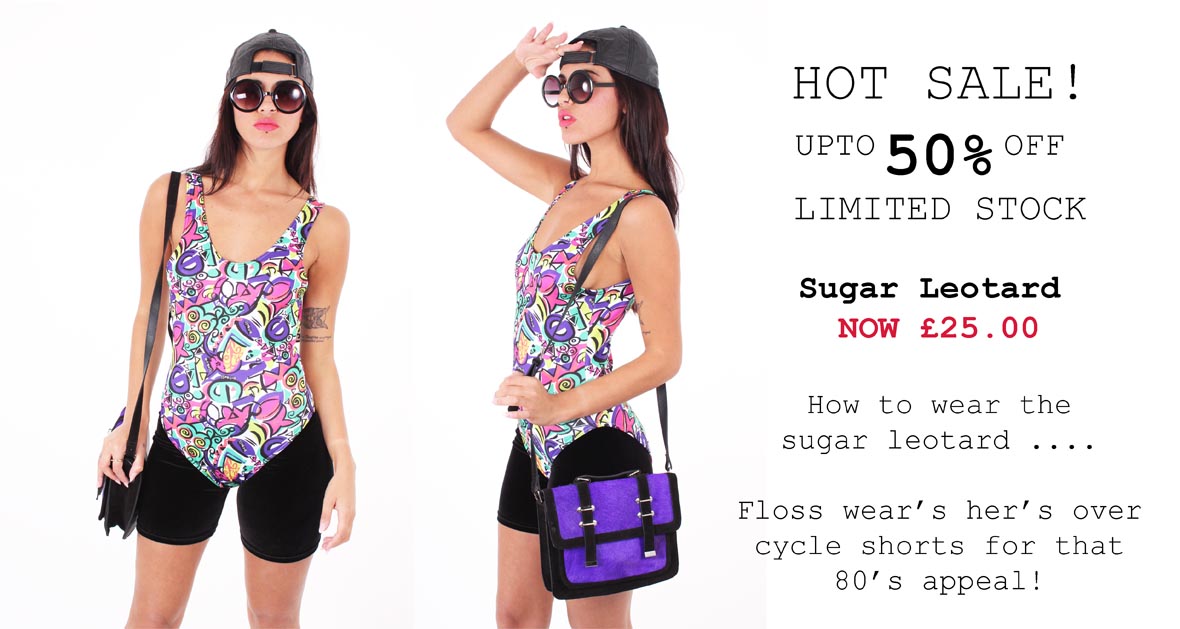 HOT SALE!
UPTO 50% OFF
LIMITED STOCK
Sugar Leotard
NOW £25.00
How to wear the
sugar leotard ....
Floss wear’s her’s over
cycle shorts for that
80’s appeal!